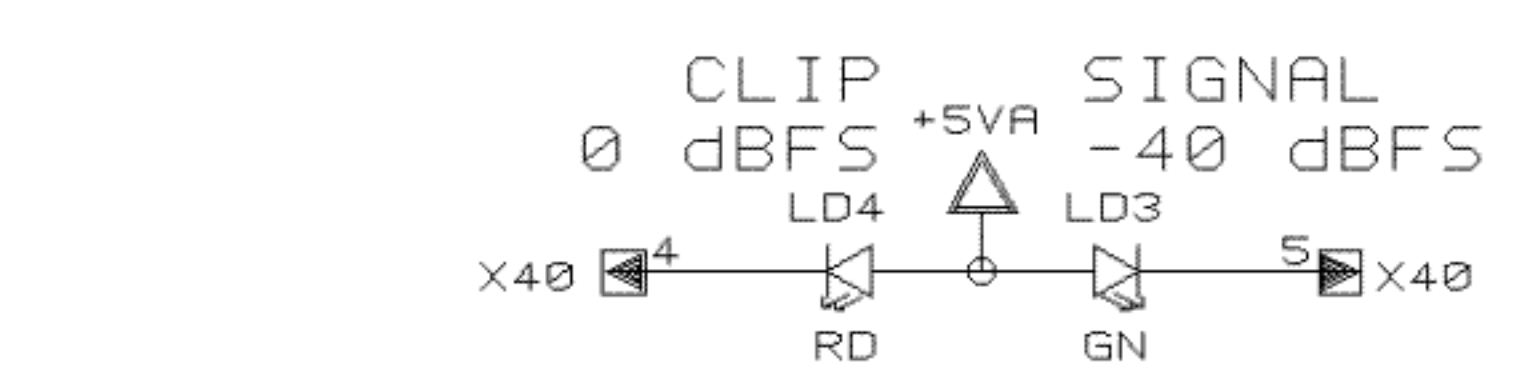 CLIP
0 dBFS
SIGNAL
-40 dBFS
+5VA
LD4
LD3
X40
4
5
X40
RD
GN